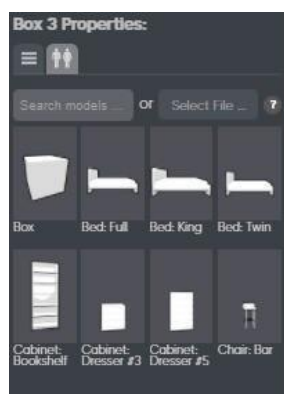 Box 3 Properties:
Search models ... or Select File ... ?
Box Bed: Full Bed: King Bed: Twin
Cabinet: Cabinet: Cabinet: Chair: Bar
Bookshelf Dresser #3 Dresser #5